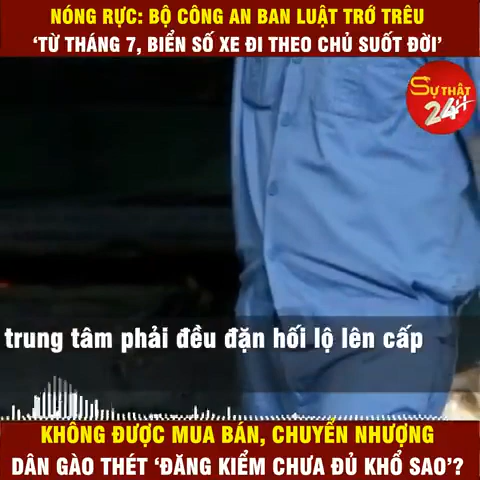 NÓNG RỰC: BỘ CÔNG AN BAN LUẬT TRỚ TRÊU
‘TỪ THÁNG 7, BIỂN SỐ XE ĐI THEO CHỦ SUỐT ĐỜI’
SỰ THẬT
24H
trung tâm phải đều đặn hối lộ lên cấp
KHÔNG ĐƯỢC MUA BÁN, CHUYỂN NHƯỢNG
DÂN GÀO THÉT ‘ĐĂNG KIỂM CHƯA ĐỦ KHỔ SAO’?